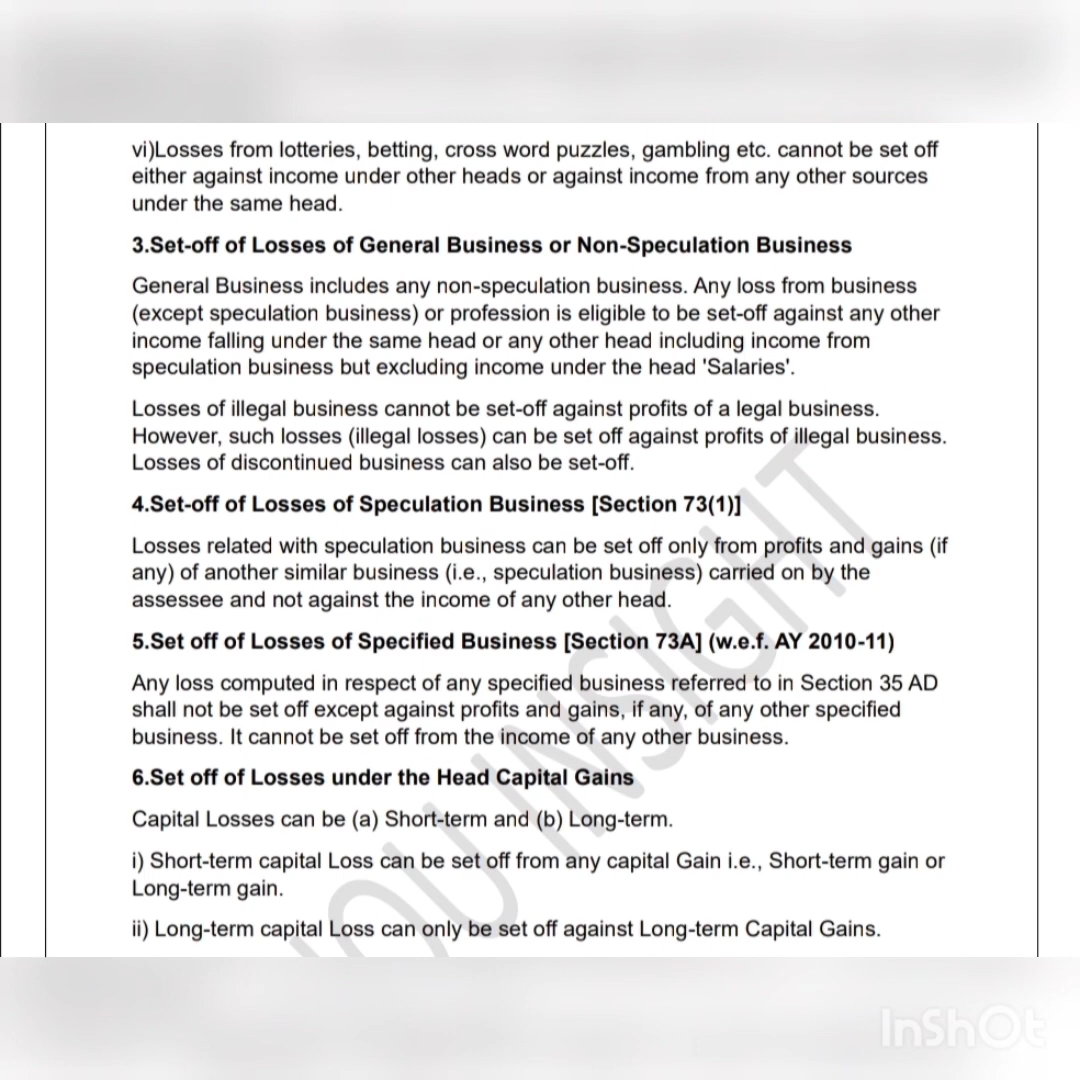 vi)Losses from lotteries, betting, cross word puzzles, gambling etc. cannot be set off
either against income under other heads or against income from any other sources
under the same head.
3.Set-off of Losses of General Business or Non-Speculation Business
General Business includes any non-speculation business. Any loss from business
(except speculation business) or profession is eligible to be set-off against any other
income falling under the same head or any other head including income from
speculation business but excluding income under the head 'Salaries'.
Losses of illegal business cannot be set-off against profits of a legal business.
However, such losses (illegal losses) can be set off against profits of illegal business.
Losses of discontinued business can also be set-off.
4.Set-off of Losses of Speculation Business [Section 73(1)]
Losses related with speculation business can be set off only from profits and gains (if
any) of another similar business (i.e., speculation business) carried on by the
assessee and not against the income of any other head.
5.Set off of Losses of Specified Business [Section 73A] (w.e.f. AY 2010-11)
Any loss computed in respect of any specified business referred to in Section 35 AD
shall not be set off except against profits and gains, if any, of any other specified
business. It cannot be set off from the income of any other business.
6.Set off of Losses under the Head Capital Gains
Capital Losses can be (a) Short-term and (b) Long-term.
i) Short-term capital Loss can be set off from any capital Gain i.e., Short-term gain or
Long-term gain.
ii) Long-term capital Loss can only be set off against Long-term Capital Gains.
OU INSIGHT
InShOt